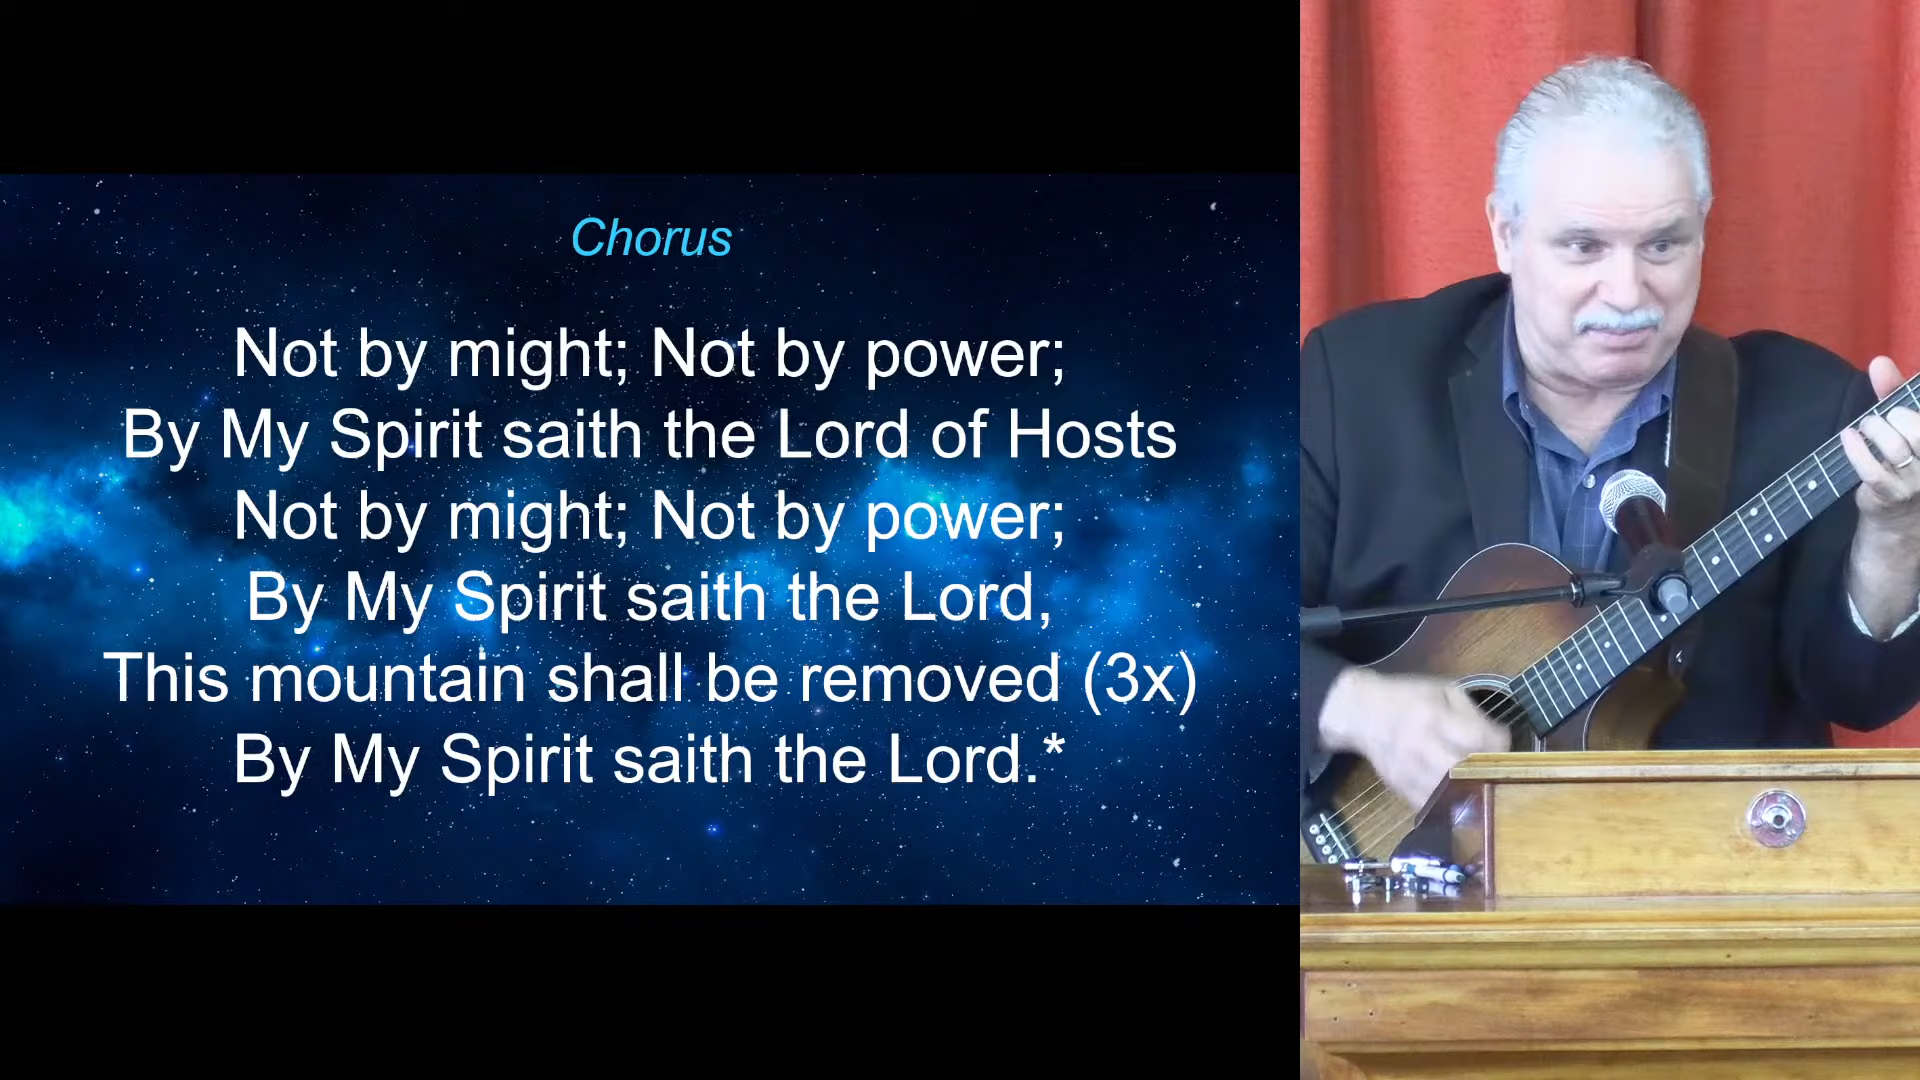 Chorus
Not by might; Not by power;
By My Spirit saith the Lord of Hosts
Not by might; Not by power;
By My Spirit saith the Lord,
This mountain shall be removed (3x)
By My Spirit saith the Lord.*